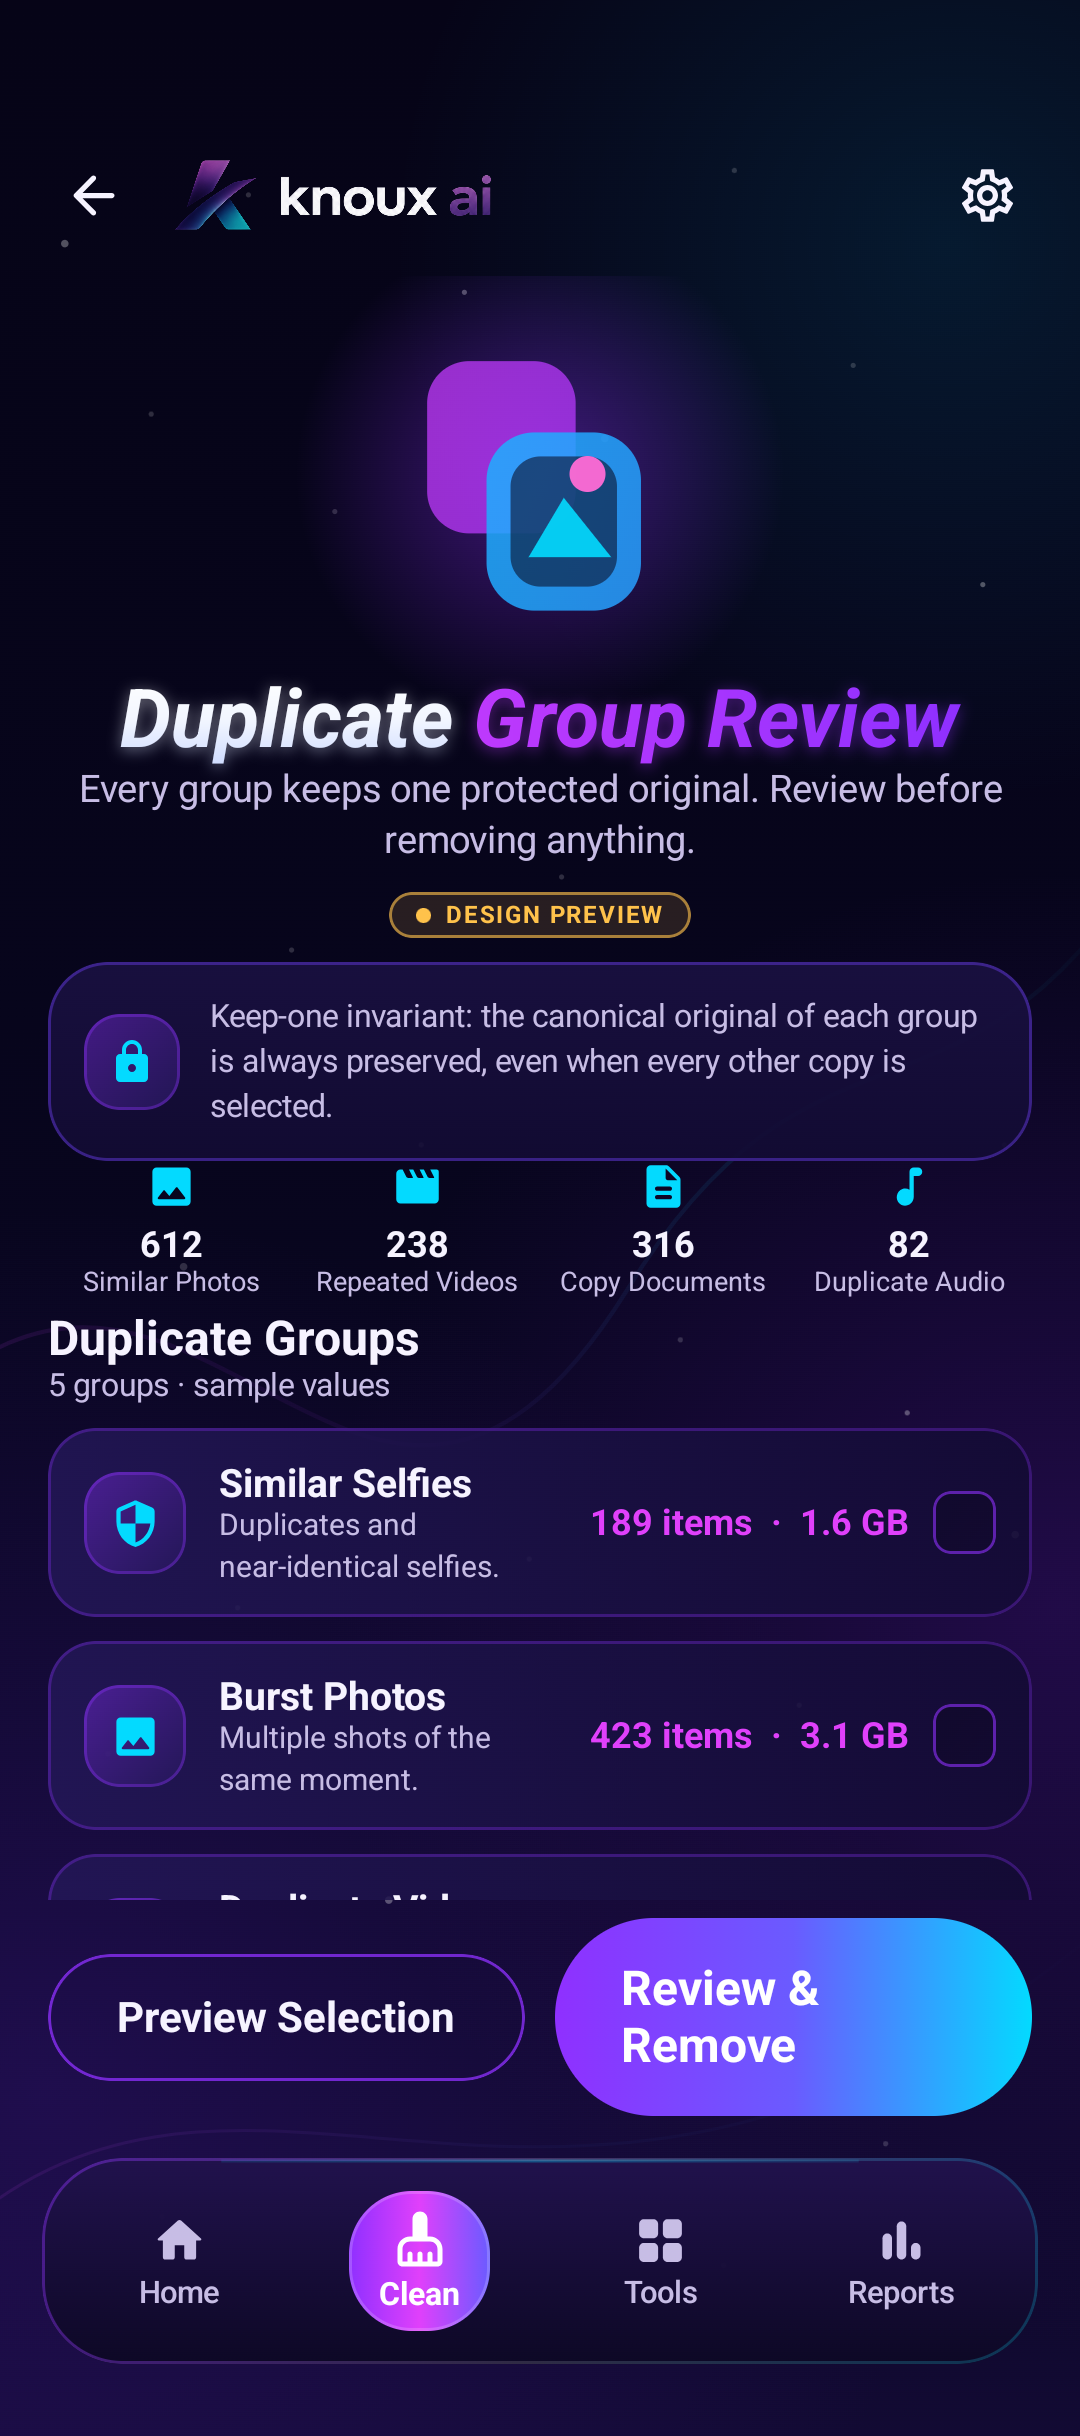 knoux ai
Duplicate Group Review
Every group keeps one protected original. Review before
removing anything.
DESIGN PREVIEW
Keep-one invariant: the canonical original of each group
is always preserved, even when every other copy is
selected.
612
Similar Photos
238
Repeated Videos
316
Copy Documents
82
Duplicate Audio
Duplicate Groups
5 groups · sample values
Similar Selfies
Duplicates and
near-identical selfies.
189 items · 1.6 GB
Burst Photos
Multiple shots of the
same moment.
423 items · 3.1 GB
Preview Selection
Review &
Remove
Home
Clean
Tools
Reports